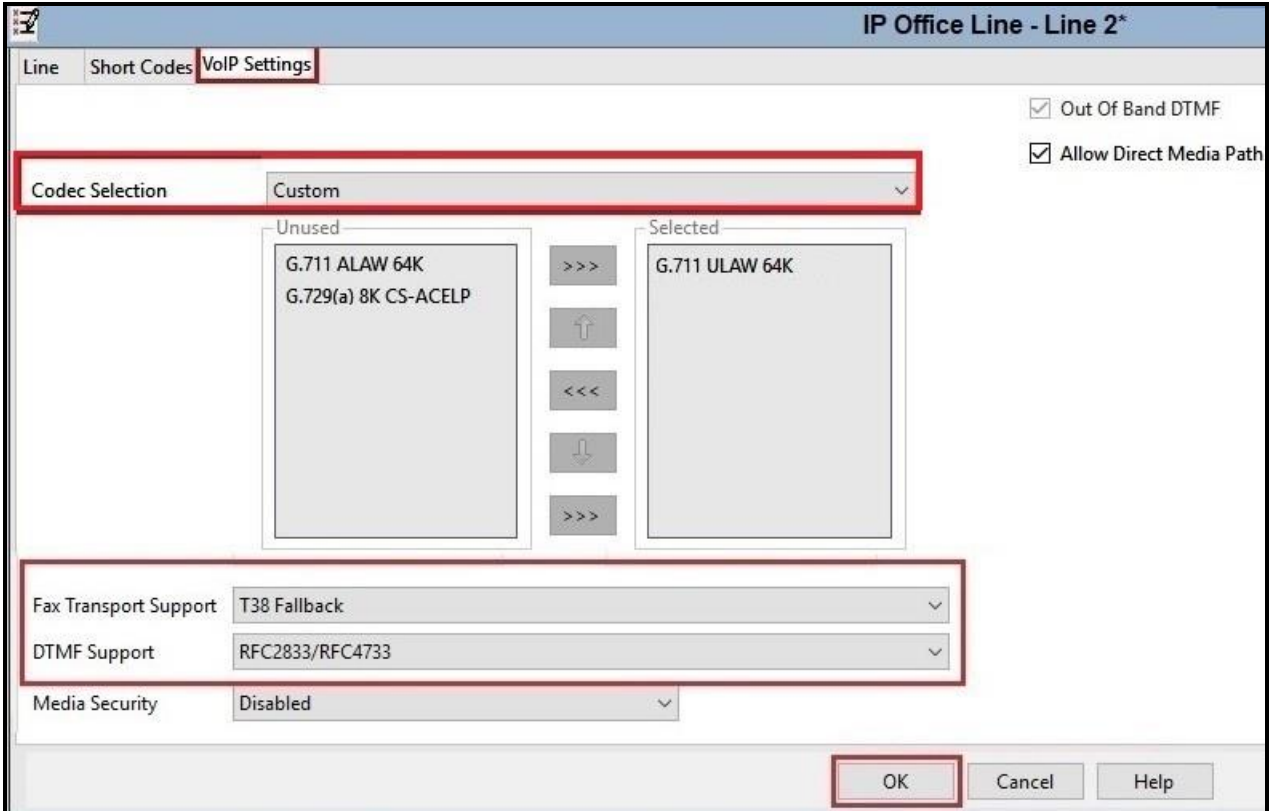 IP Office Line - Line 2*
Line Short Codes VoIP Settings
Out Of Band DTMF
Allow Direct Media Path
Codec Selection Custom
Unused Selected
G.711 ALAW 64K >>> G.711 ULAW 64K
G.729(a) 8K CS-ACELP
<<<
>>>
Fax Transport Support T38 Fallback
DTMF Support RFC2833/RFC4733
Media Security Disabled
OK Cancel Help